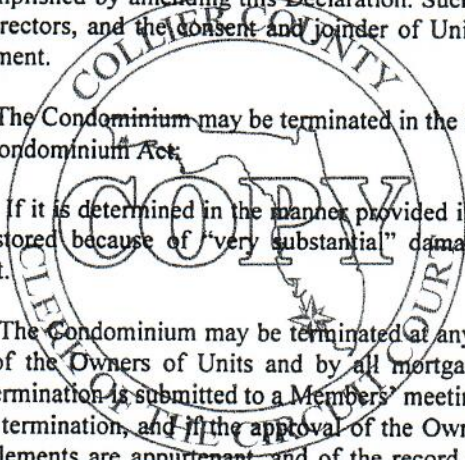 accomplished by amending this Declaration. Such
rectors, and the consent and joinder of Uni
ment.
The Condominium may be terminated in the
ondominium Act:
If it is determined in the manner provided i
stored because of "very substantial" dama
t.
The Condominium may be terminated at any
of the Owners of Units and by all mortga
ermination is submitted to a Members' meetin
termination, and if the approval of the Own
lements are appurtenant, and of the record
COLLIER COUNTY
COPY
CLERK OF THE CIRCUIT COURT